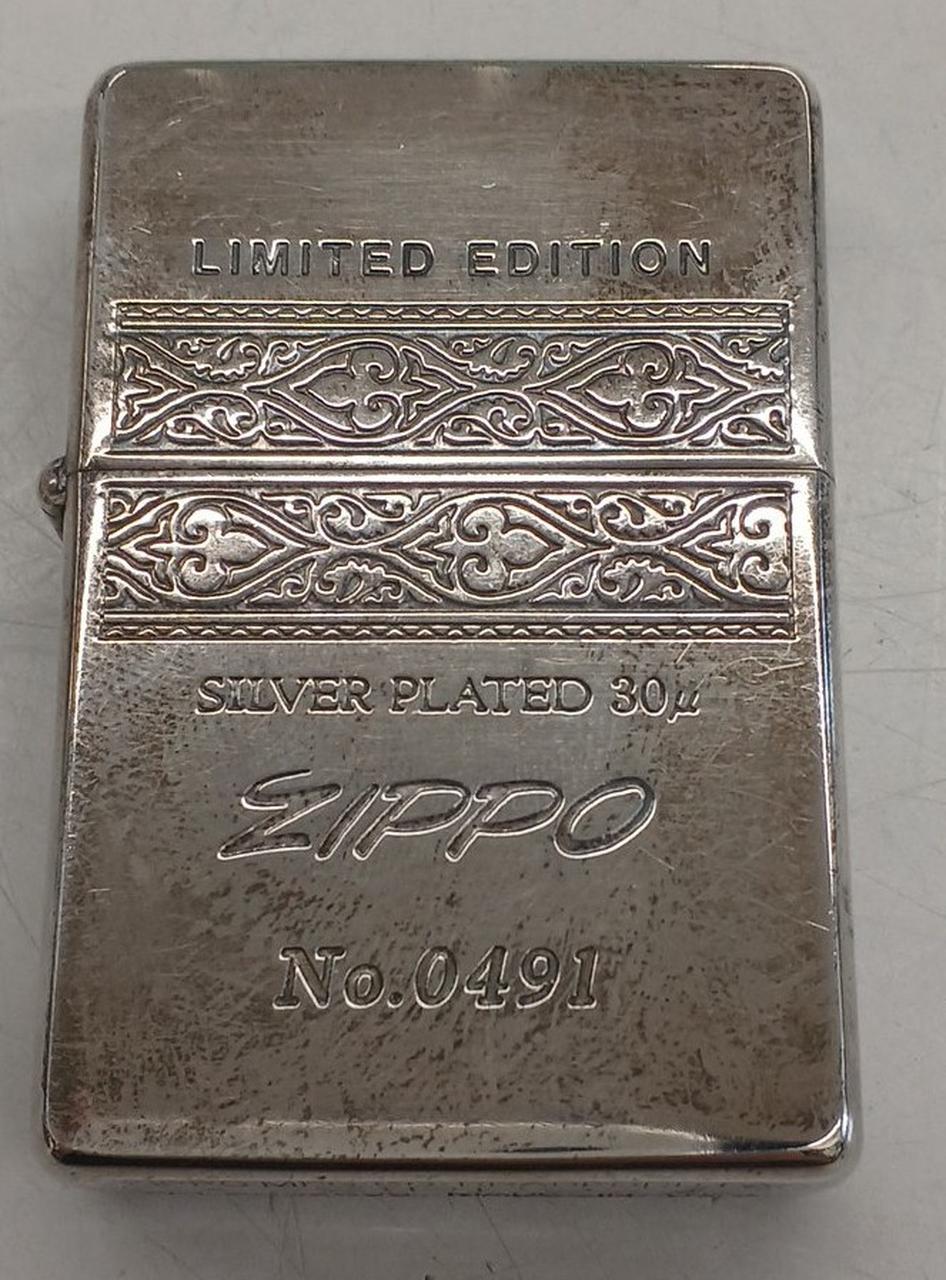 LIMITED EDITION
SILVER PLATED 30μ
ZIPPO
No.0491